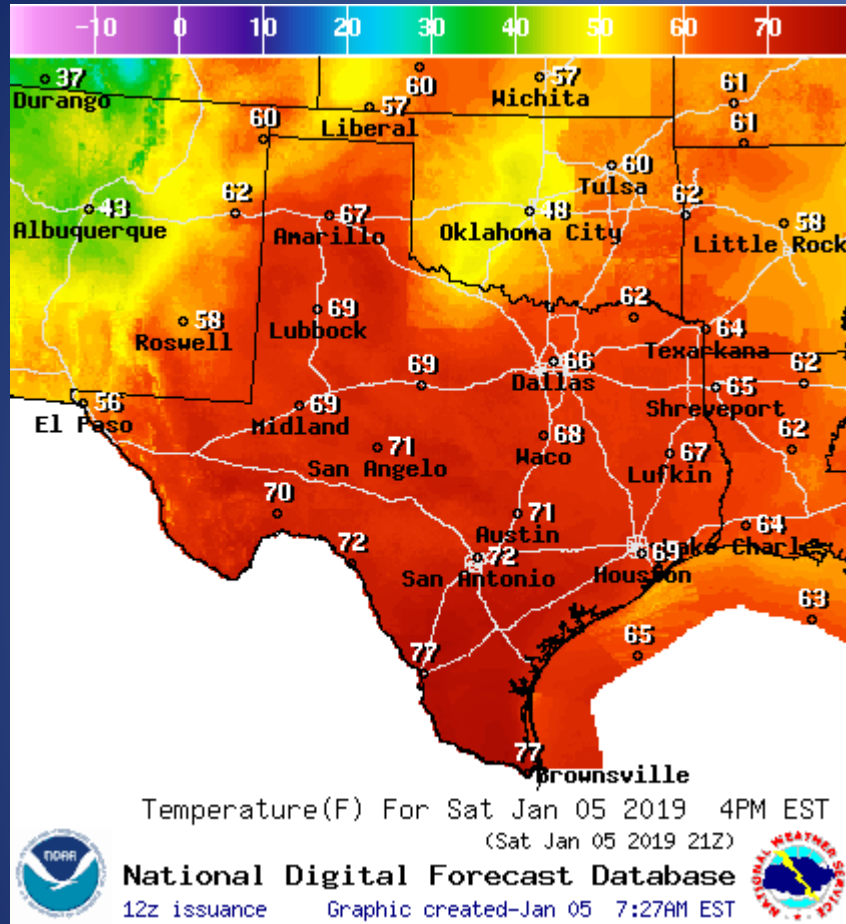 -10 0 10 20 30 40 50 60 70
37
Durango
60
57
Wichita
57
Liberal
61
60
61
60
Tulsa
43
Albuquerque
62
67
Amarillo
48
Oklahoma City
62
58
Little Rock
58
Roswell
69
Lubbock
62
64
Texarkana
66
Dallas
69
62
65
Shreveport
56
El Paso
69
Midland
68
Waco
67
Lufkin
62
71
San Angelo
70
71
Austin
64
Lake Charles
72
72
San Antonio
69
Houston
63
65
77
77
Brownsville
Temperature(F) For Sat Jan 05 2019 4PM EST
(Sat Jan 05 2019 21Z)
NOAA
NATIONAL WEATHER SERVICE
National Digital Forecast Database
12z issuance Graphic created-Jan 05 7:27AM EST